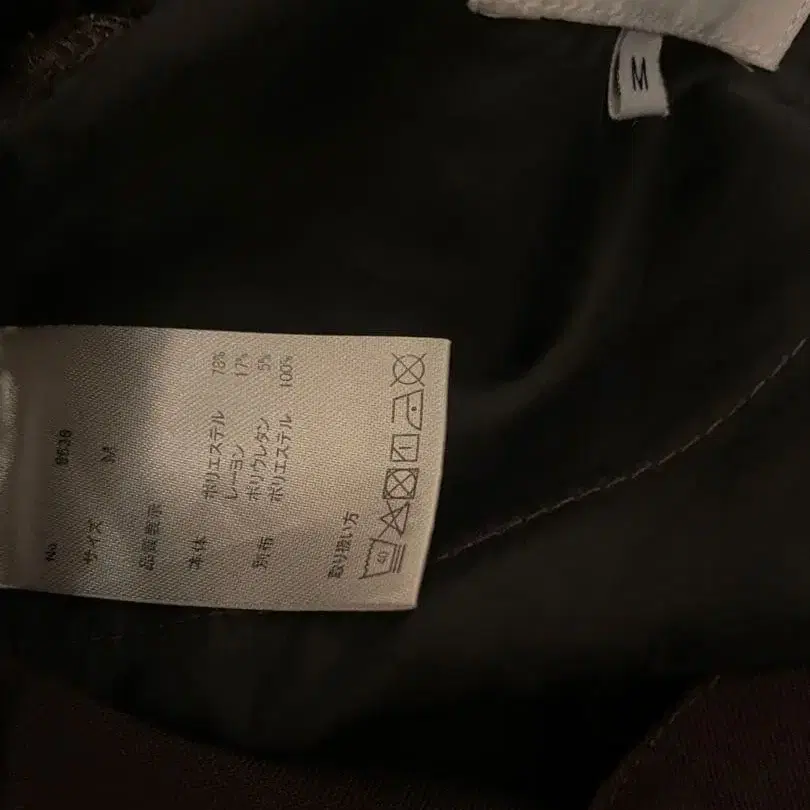 M
No. 8638
サイズ M
品質表示
本体 ポリエステル 78%
レーヨン 17%
ポリウレタン 5%
別布 ポリエステル 100%
取り扱い方
40